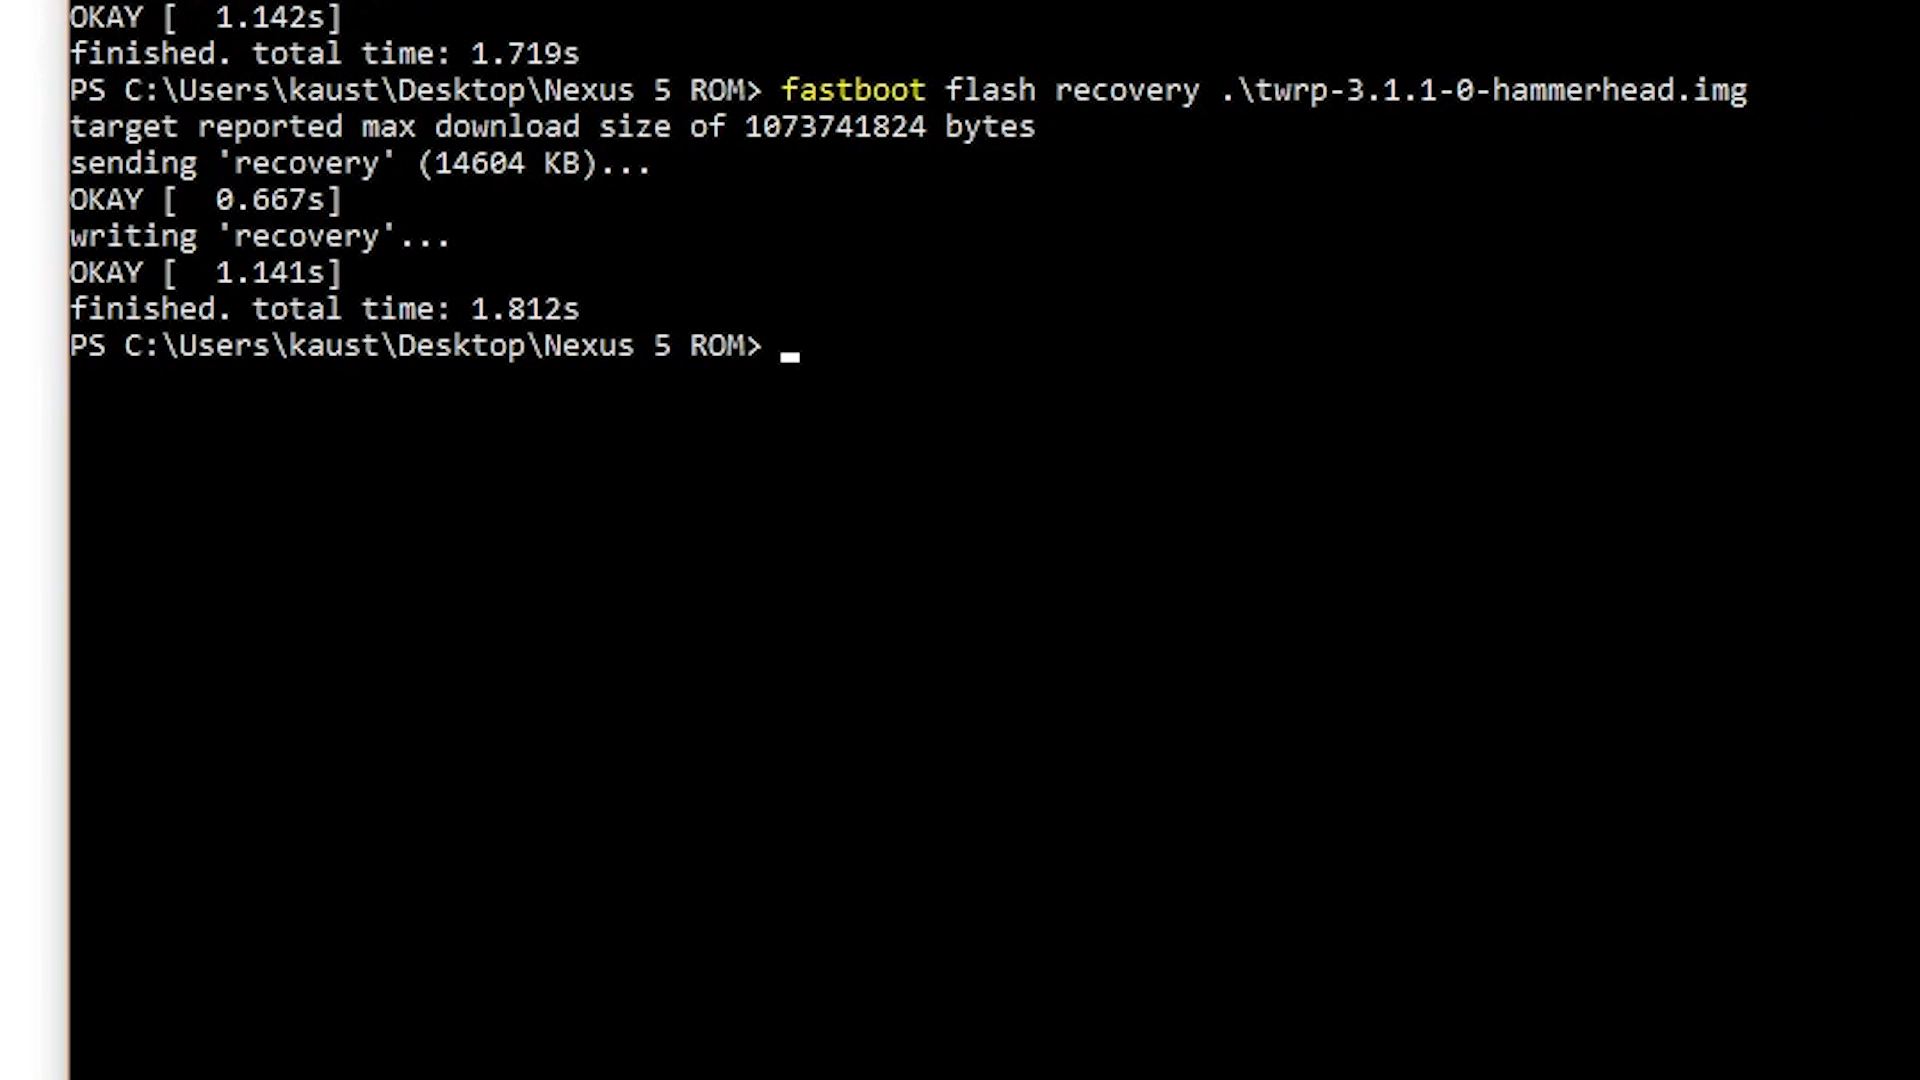 OKAY [  1.142s]
finished. total time: 1.719s
PS C:\Users\kaust\Desktop\Nexus 5 ROM> fastboot flash recovery .\twrp-3.1.1-0-hammerhead.img
target reported max download size of 1073741824 bytes
sending 'recovery' (14604 KB)...
OKAY [  0.667s]
writing 'recovery'...
OKAY [  1.141s]
finished. total time: 1.812s
PS C:\Users\kaust\Desktop\Nexus 5 ROM> _